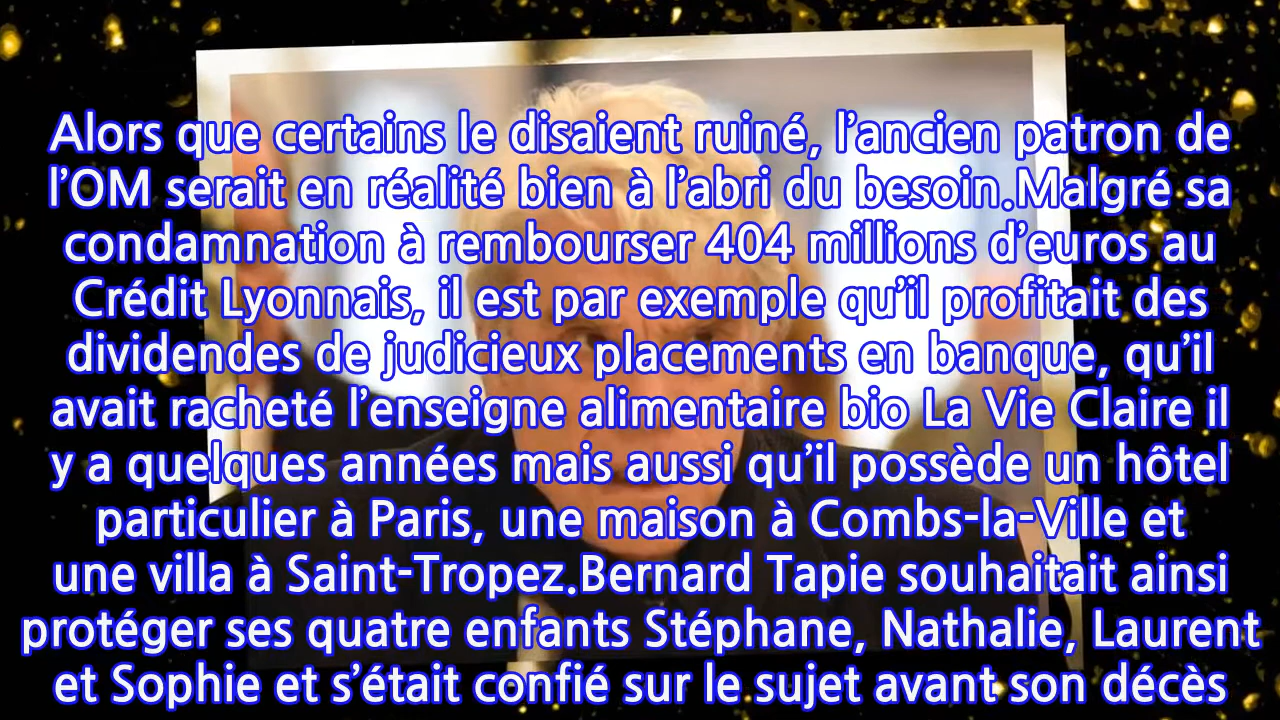 Alors que certains le disaient ruiné, l’ancien patron de
l’OM serait en réalité bien à l’abri du besoin.Malgré sa
condamnation à rembourser 404 millions d’euros au
Crédit Lyonnais, il est par exemple qu’il profitait des
dividendes de judicieux placements en banque, qu’il
avait racheté l’enseigne alimentaire bio La Vie Claire il
y a quelques années mais aussi qu’il possède un hôtel
particulier à Paris, une maison à Combs-la-Ville et
une villa à Saint-Tropez.Bernard Tapie souhaitait ainsi
protéger ses quatre enfants Stéphane, Nathalie, Laurent
et Sophie et s’était confié sur le sujet avant son décès